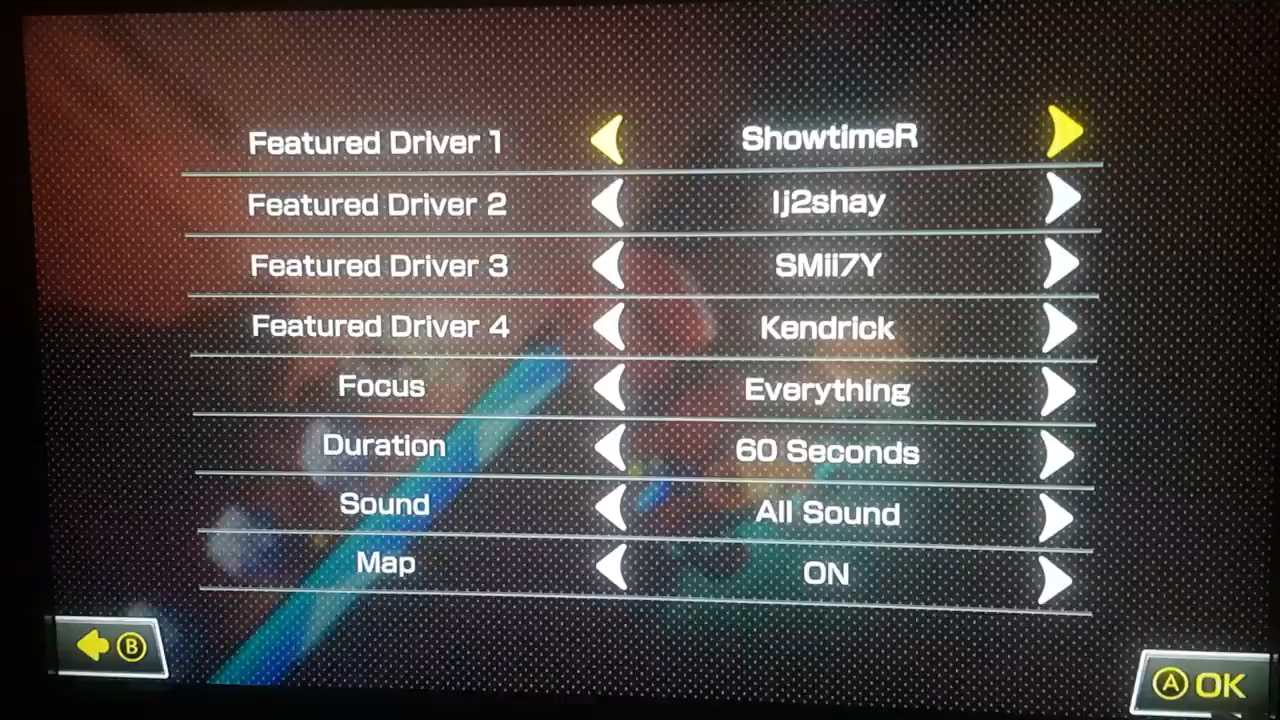 Featured Driver 1 ShowtimeR
Featured Driver 2 Ij2shay
Featured Driver 3 SMii7Y
Featured Driver 4 Kendrick
Focus Everything
Duration 60 Seconds
Sound All Sound
Map ON
B
A OK